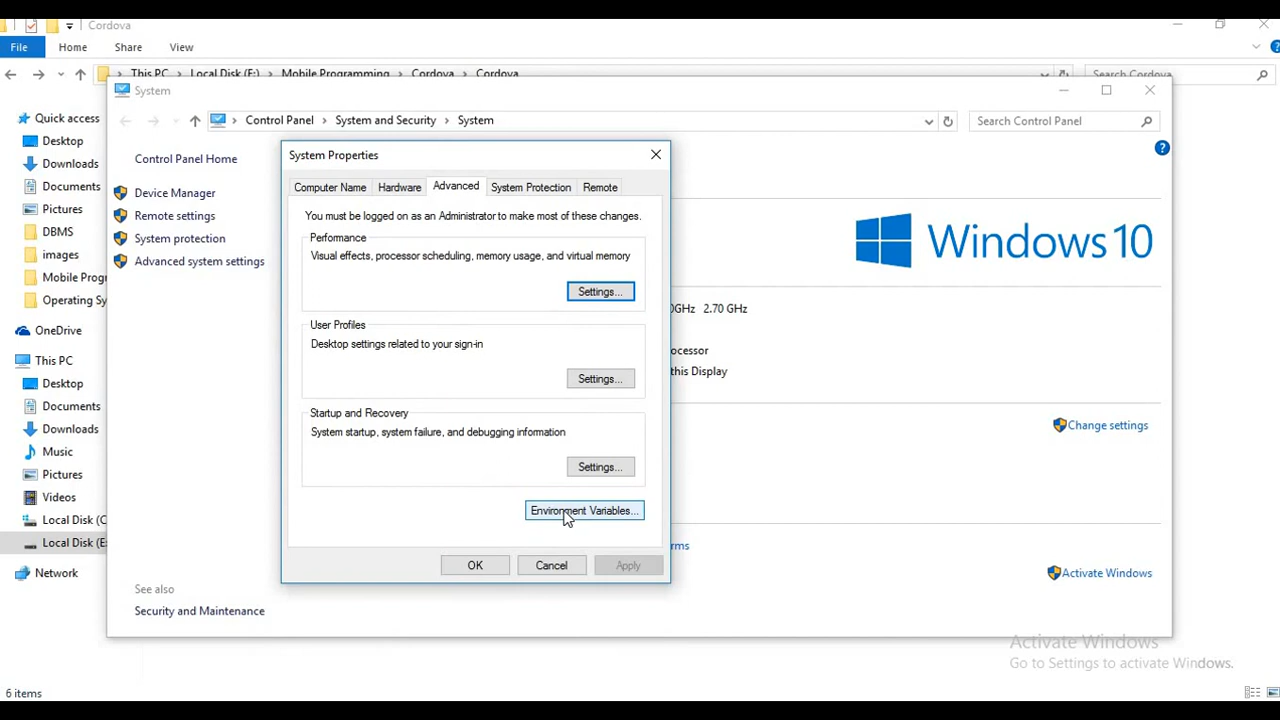 Cordova
File Home Share View
This PC Local Disk (E:) Mobile Programming Cordova Cordova
Search Cordova
System
Control Panel System and Security System
Search Control Panel
Quick access
Desktop
Downloads
Documents
Pictures
DBMS
images
Mobile Progr
Operating Sy
OneDrive
This PC
Desktop
Documents
Downloads
Music
Pictures
Videos
Local Disk (C
Local Disk (E:
Network
6 items
Control Panel Home
Device Manager
Remote settings
System protection
Advanced system settings
See also
Security and Maintenance
System Properties
Computer Name Hardware Advanced System Protection Remote
You must be logged on as an Administrator to make most of these changes.
Performance
Visual effects, processor scheduling, memory usage, and virtual memory
Settings...
User Profiles
Desktop settings related to your sign-in
Settings...
Startup and Recovery
System startup, system failure, and debugging information
Settings...
Environment Variables...
OK Cancel Apply
Windows 10
0GHz 2.70 GHz
ocessor
this Display
Change settings
rms
Activate Windows
Activate Windows
Go to Settings to activate Windows.